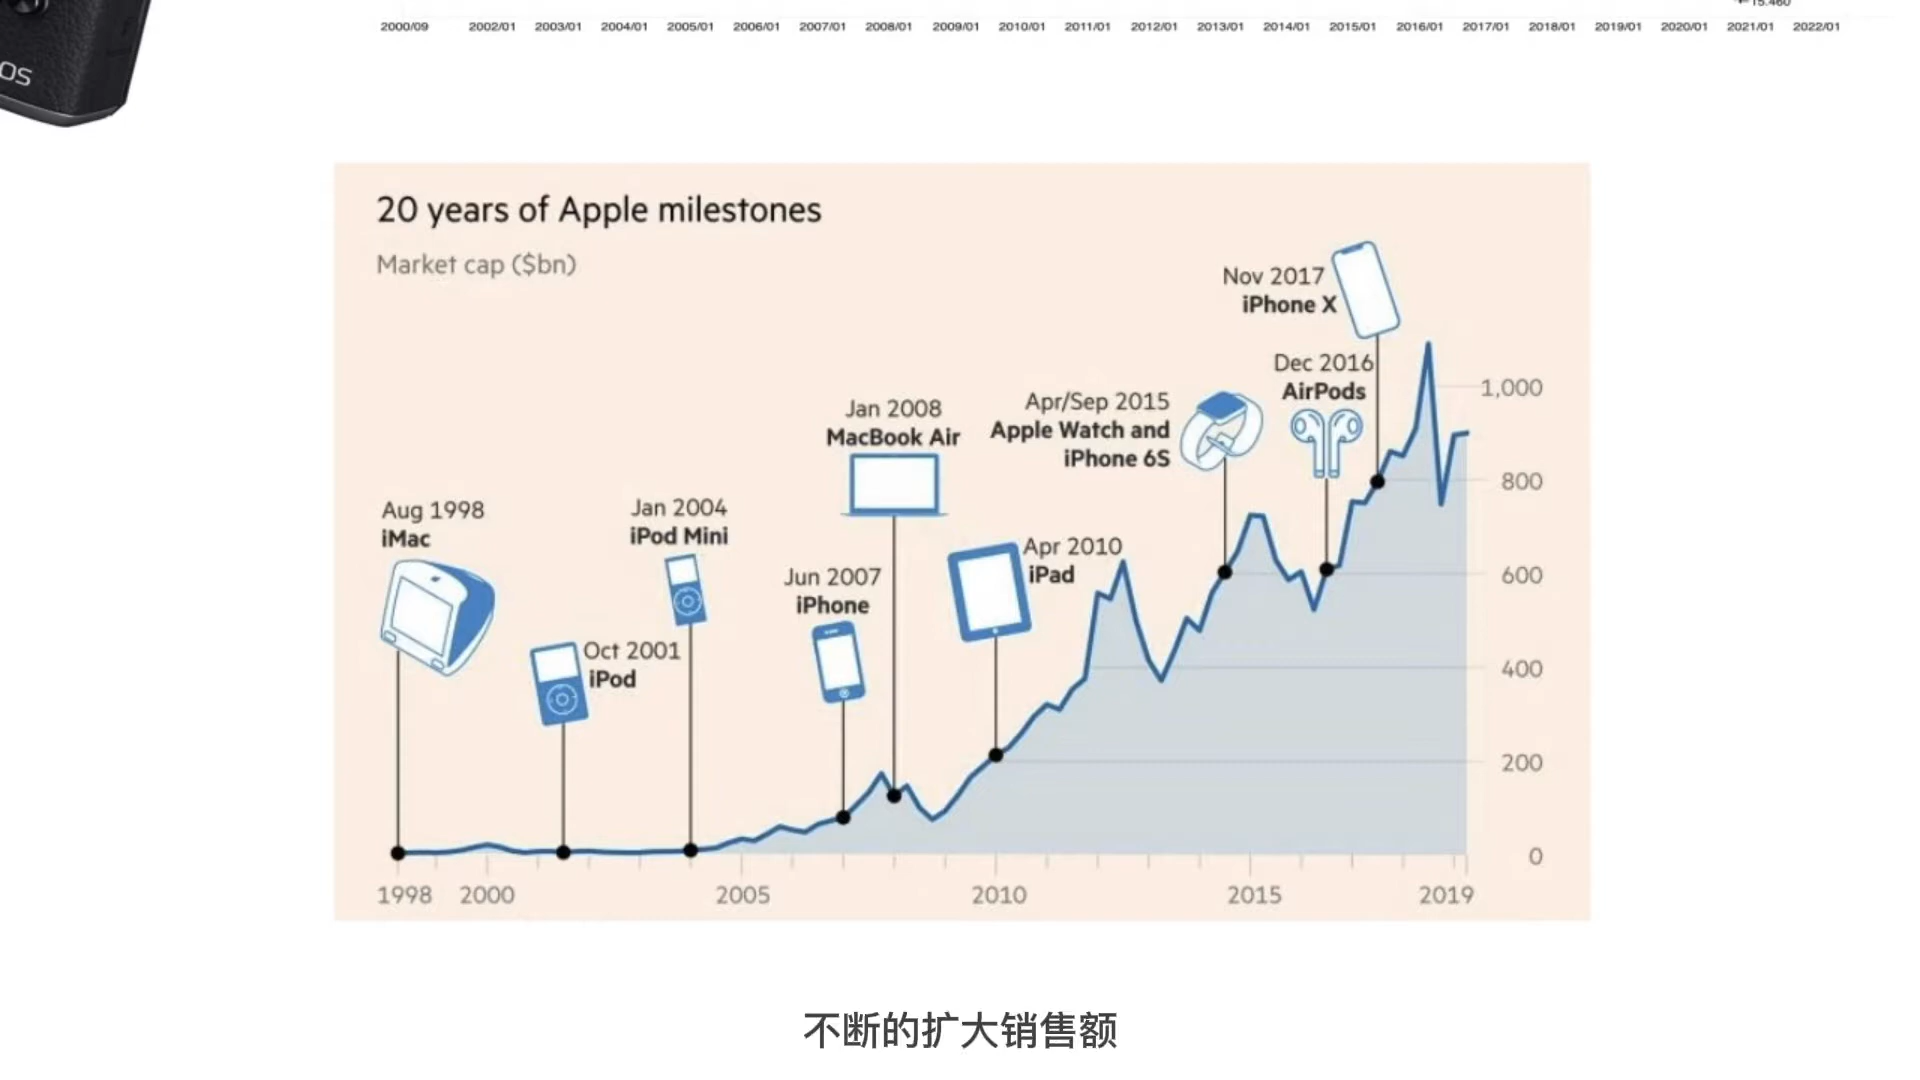 15.460
2000/09 2002/01 2003/01 2004/01 2005/01 2006/01 2007/01 2008/01 2009/01 2010/01 2011/01 2012/01 2013/01 2014/01 2015/01 2016/01 2017/01 2018/01 2019/01 2020/01 2021/01 2022/01
OS
20 years of Apple milestones
Market cap ($bn)
Nov 2017
iPhone X
Dec 2016
AirPods
1,000
Apr/Sep 2015
Apple Watch and
iPhone 6S
Jan 2008
MacBook Air
800
Aug 1998
iMac
Jan 2004
iPod Mini
Apr 2010
iPad
Jun 2007
iPhone
600
Oct 2001
iPod
400
200
0
1998 2000 2005 2010 2015 2019
不断的扩大销售额